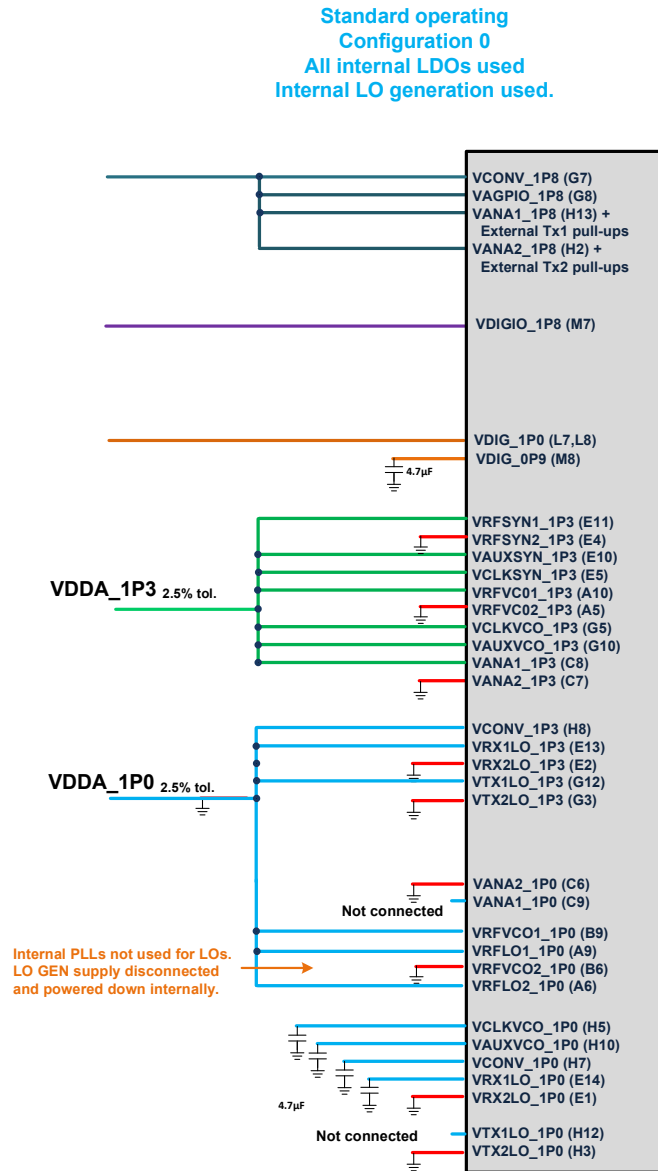 Standard operating
Configuration 0
All internal LDOs used
Internal LO generation used.
VCONV_1P8 (G7)
VAGPIO_1P8 (G8)
VANA1_1P8 (H13) +
External Tx1 pull-ups
VANA2_1P8 (H2) +
External Tx2 pull-ups
VDIGIO_1P8 (M7)
VDIG_1P0 (L7,L8)
VDIG_0P9 (M8)
4.7µF
VRFSYN1_1P3 (E11)
VRFSYN2_1P3 (E4)
VAUXSYN_1P3 (E10)
VCLKSYN_1P3 (E5)
VDDA_1P3 2.5% tol.
VRFVC01_1P3 (A10)
VRFVC02_1P3 (A5)
VCLKVCO_1P3 (G5)
VAUXVCO_1P3 (G10)
VANA1_1P3 (C8)
VANA2_1P3 (C7)
VCONV_1P3 (H8)
VRX1LO_1P3 (E13)
VRX2LO_1P3 (E2)
VDDA_1P0 2.5% tol.
VTX1LO_1P3 (G12)
VTX2LO_1P3 (G3)
VANA2_1P0 (C6)
Not connected
VANA1_1P0 (C9)
VRFVCO1_1P0 (B9)
VRFLO1_1P0 (A9)
VRFVCO2_1P0 (B6)
VRFLO2_1P0 (A6)
Internal PLLs not used for LOs.
LO GEN supply disconnected
and powered down internally.
VCLKVCO_1P0 (H5)
VAUXVCO_1P0 (H10)
VCONV_1P0 (H7)
VRX1LO_1P0 (E14)
VRX2LO_1P0 (E1)
4.7µF
Not connected
VTX1LO_1P0 (H12)
VTX2LO_1P0 (H3)